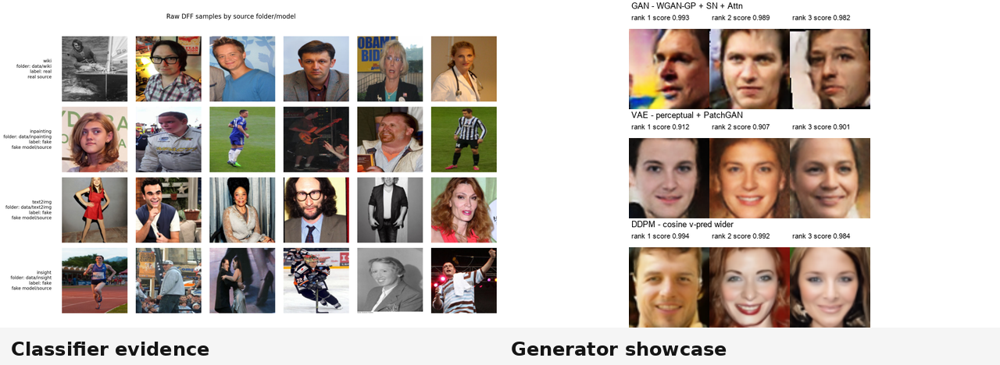 Raw DFF samples by source folder/model
wiki
folder: data/wiki
label: real
real source
OBAMA
BIDE
inpainting
folder: data/inpainting
label: fake
fake model/source
text2img
folder: data/text2img
label: fake
fake model/source
insight
folder: data/insight
label: fake
fake model/source
Classifier evidence
GAN - WGAN-GP + SN + Attn
rank 1 score 0.993 rank 2 score 0.989 rank 3 score 0.982
VAE - perceptual + PatchGAN
rank 1 score 0.912 rank 2 score 0.907 rank 3 score 0.901
DDPM - cosine v-pred wider
rank 1 score 0.994 rank 2 score 0.992 rank 3 score 0.984
Generator showcase